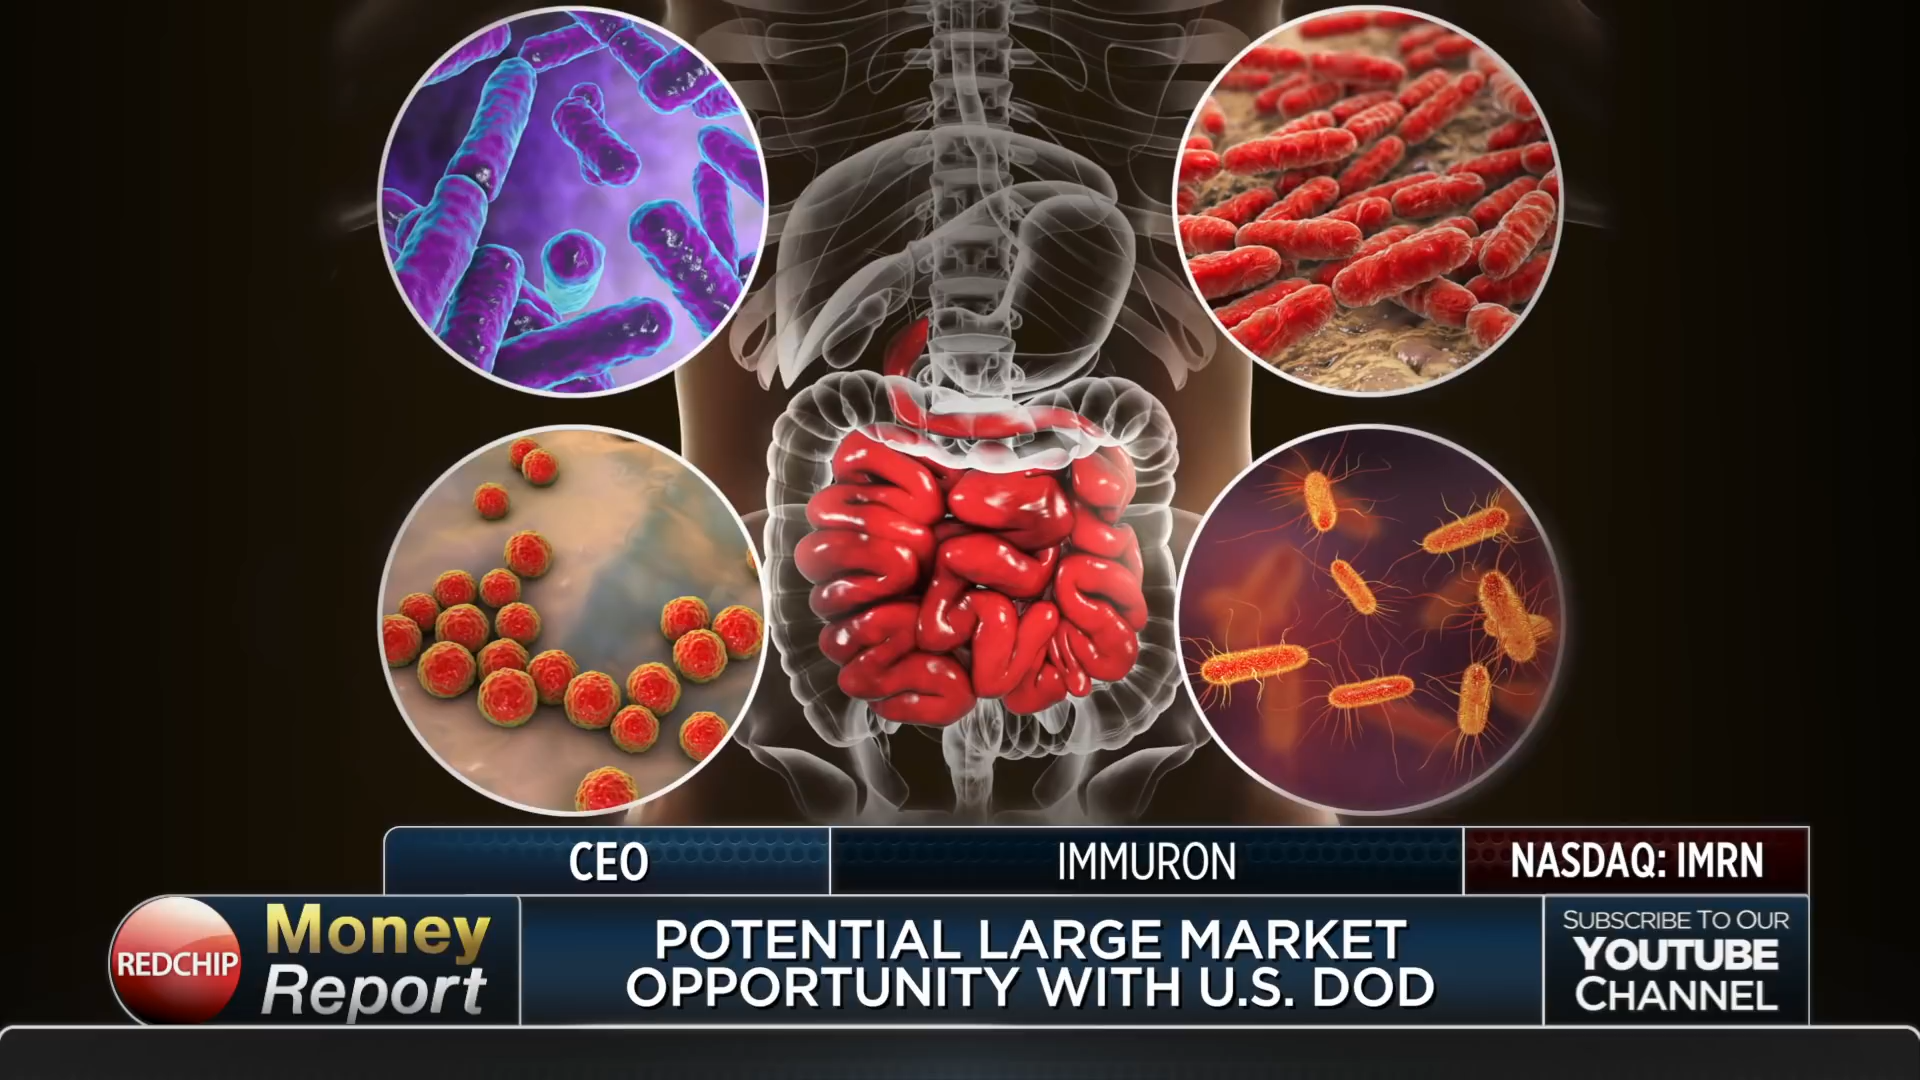 CEO
IMMURON
NASDAQ: IMRN
REDCHIP
Money
Report
POTENTIAL LARGE MARKET
OPPORTUNITY WITH U.S. DOD
SUBSCRIBE TO OUR
YOUTUBE
CHANNEL